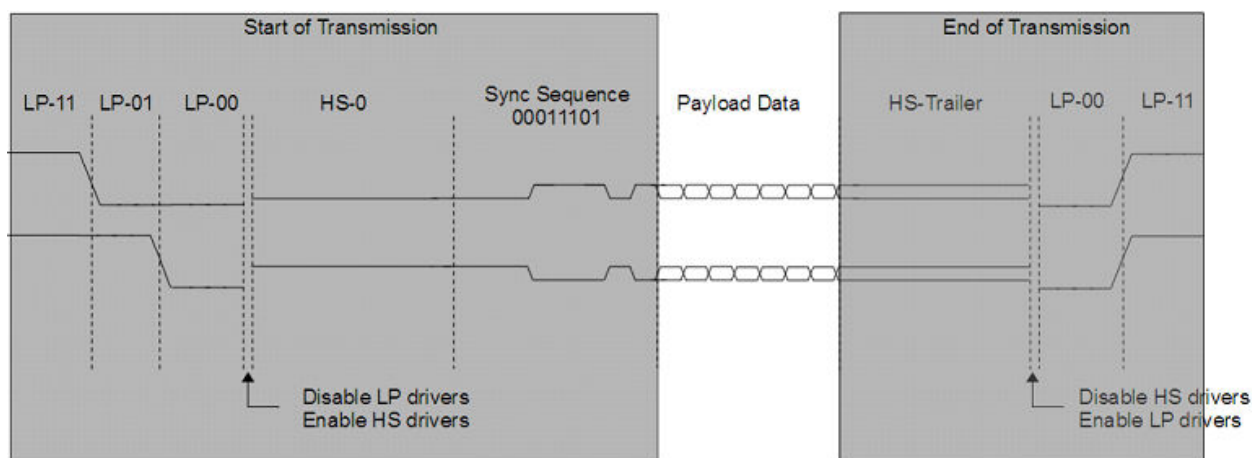 Start of Transmission
End of Transmission
LP-11
LP-01
LP-00
HS-0
Sync Sequence
00011101
Payload Data
HS-Trailer
LP-00
LP-11
Disable LP drivers
Enable HS drivers
Disable HS drivers
Enable LP drivers